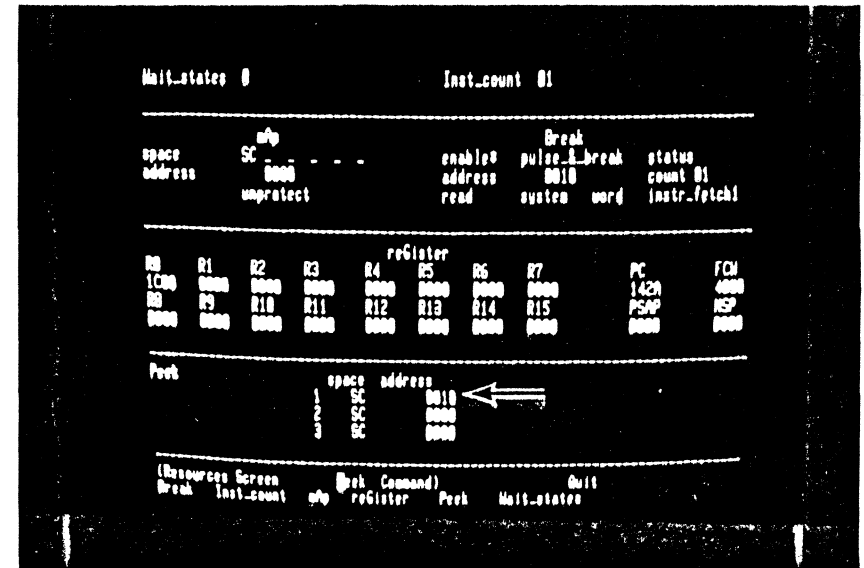 Wait_states 0 Inst_count 01
mAp Break
space SC _ _ _ _ _ enable# pulse_&_break status
address 0000 address 0010 count 01
unprotect read system word instr_fetch1
reGister
R0 R1 R2 R3 R4 R5 R6 R7 PC FCW
1C00 0000 0000 0000 0000 0000 0000 0000 142A 4000
R8 R9 R10 R11 R12 R13 R14 R15 PSAP NSP
0000 0000 0000 0000 0000 0000 0000 0000 0000 0000
Peek
space address
1 SC 0010
2 SC 0000
3 SC 0000
(Resources Screen Peek Command) Quit
Break Inst_count mAp reGister Peek Wait_states